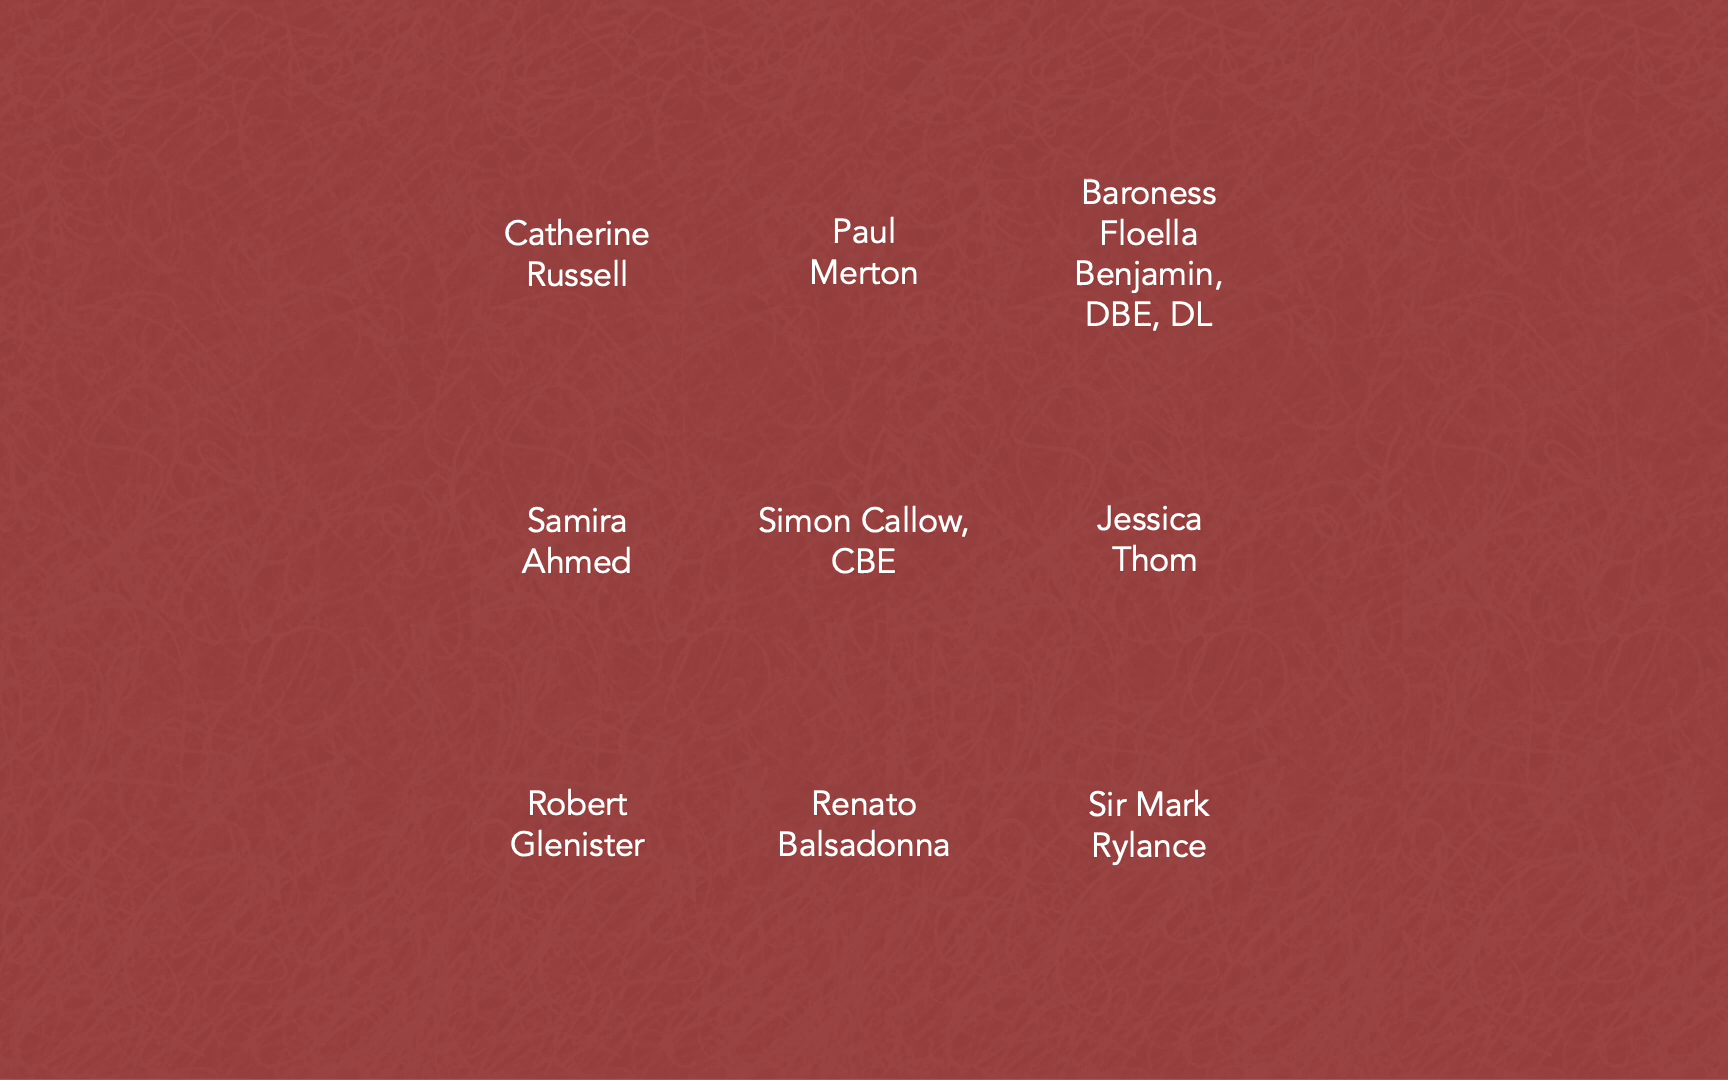 Catherine
Russell
Paul
Merton
Baroness
Floella
Benjamin,
DBE, DL
Samira
Ahmed
Simon Callow,
CBE
Jessica
Thom
Robert
Glenister
Renato
Balsadonna
Sir Mark
Rylance